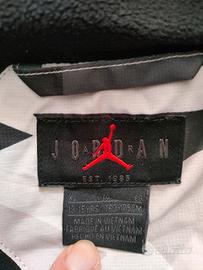 JORDAN
EST. 1985
MADE IN VIETNAM
FABRIQUÉ AU VIETNAM
HECHO EN VIETNAM